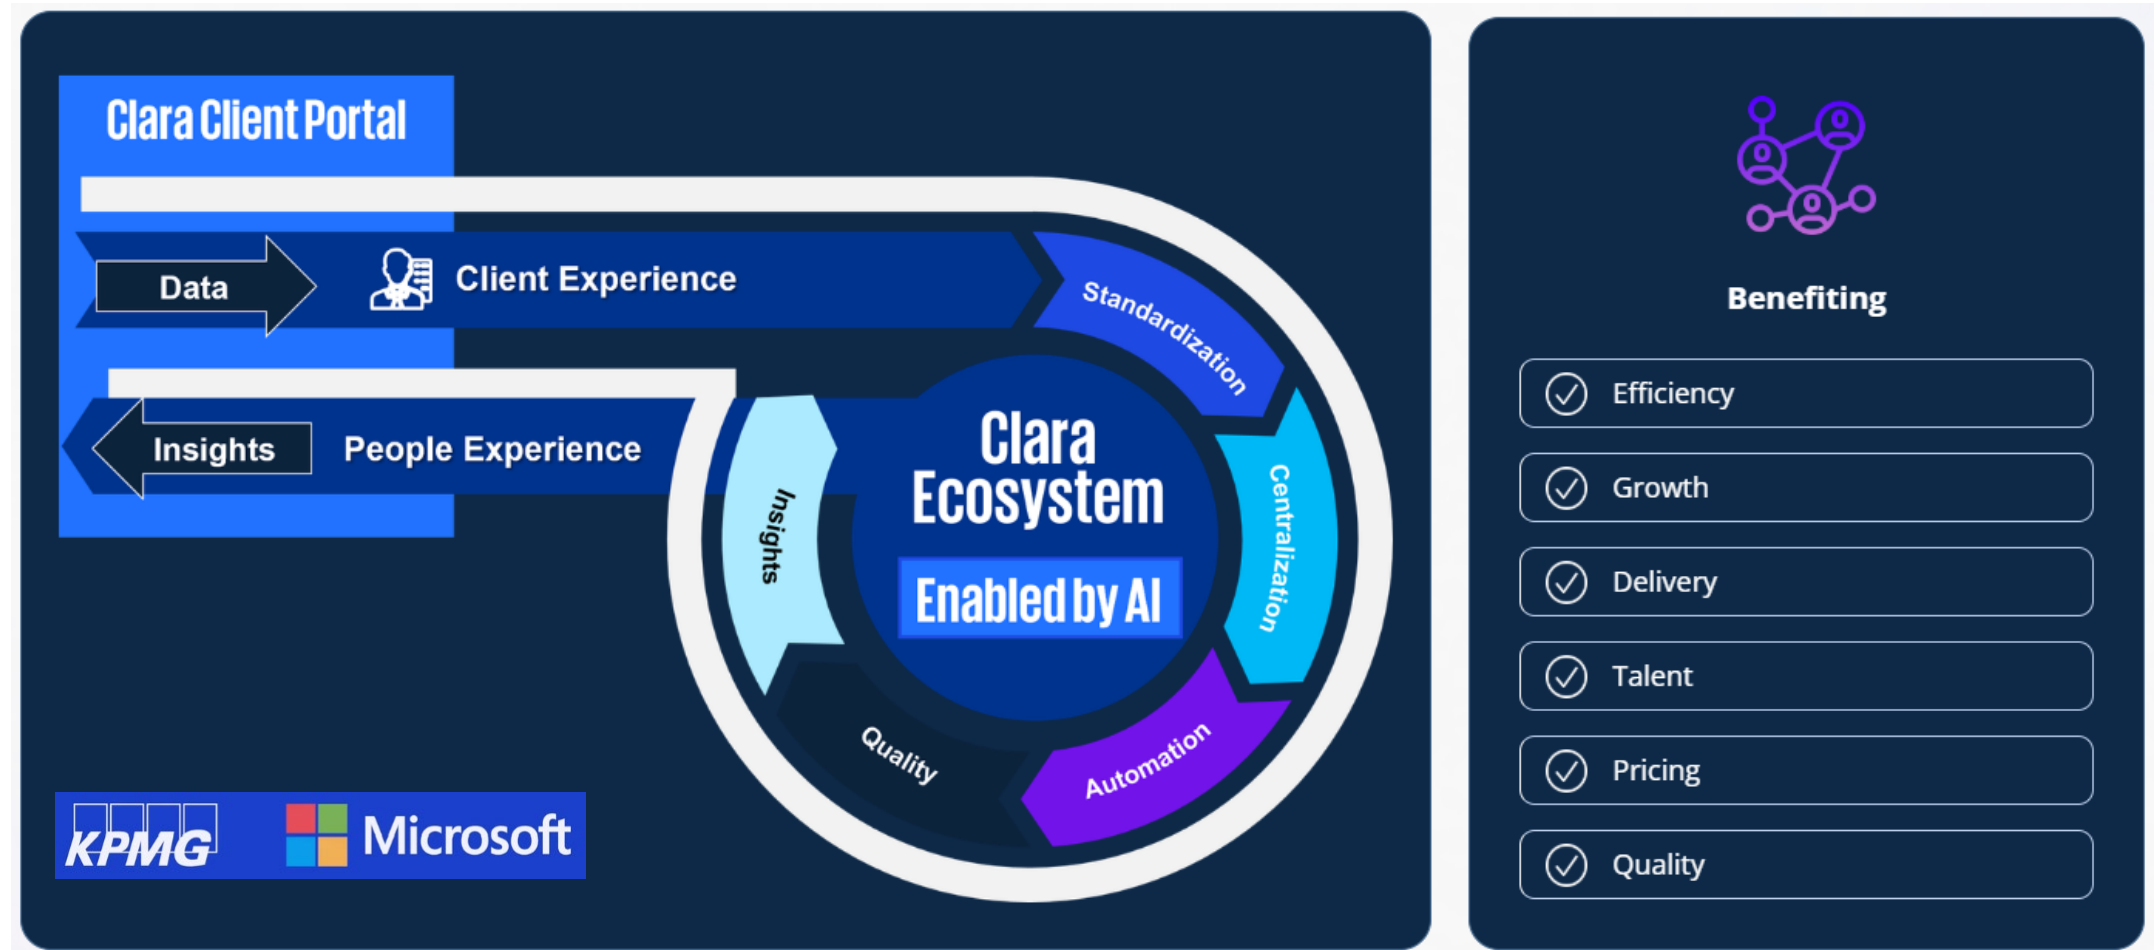 Clara Client Portal
Data
Client Experience
Insights
People Experience
Standardization
Centralization
Automation
Quality
Insights
Clara
Ecosystem
Enabled by AI
KPMG
Microsoft
Benefiting
Efficiency
Growth
Delivery
Talent
Pricing
Quality